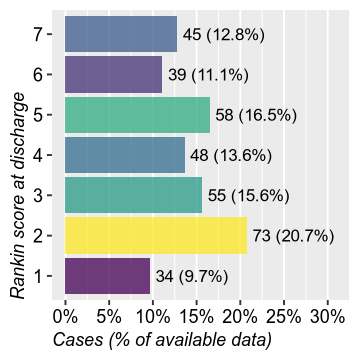 Rankin score at discharge
7 45 (12.8%)
6 39 (11.1%)
5 58 (16.5%)
4 48 (13.6%)
3 55 (15.6%)
2 73 (20.7%)
1 34 (9.7%)
0% 5% 10% 15% 20% 25% 30%
Cases (% of available data)